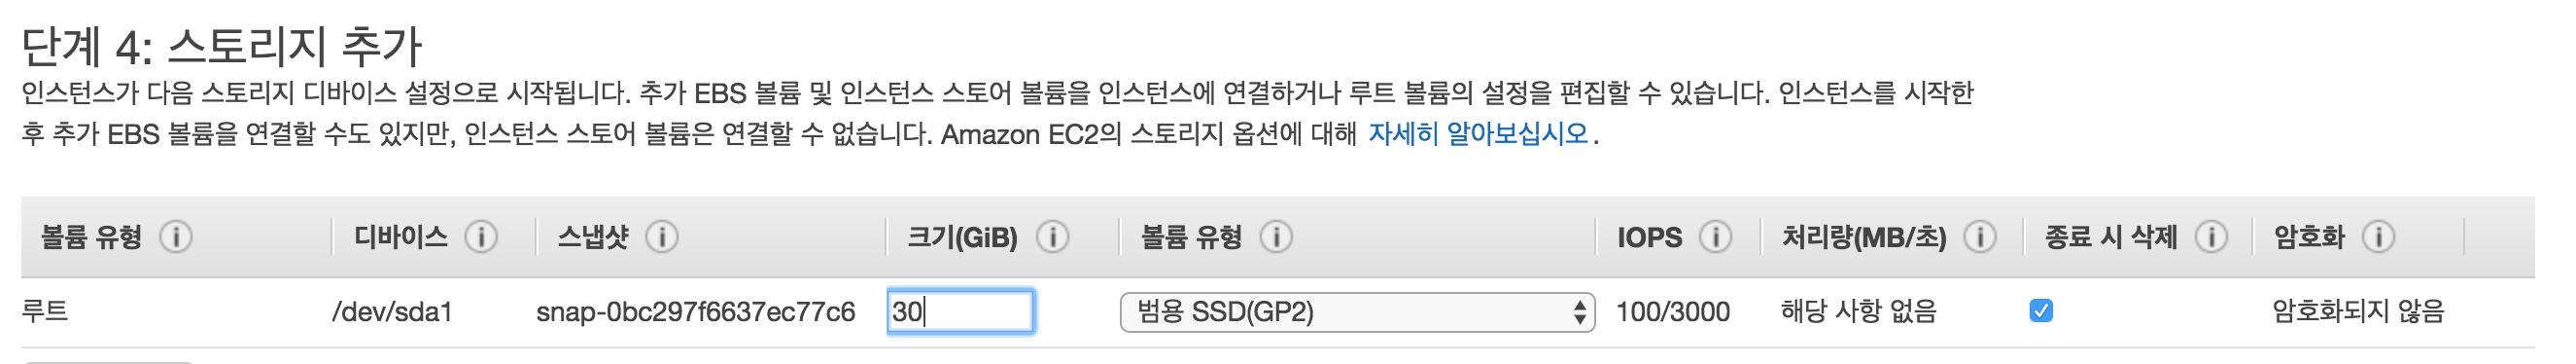 단계 4: 스토리지 추가
인스턴스가 다음 스토리지 디바이스 설정으로 시작됩니다. 추가 EBS 볼륨 및 인스턴스 스토어 볼륨을 인스턴스에 연결하거나 루트 볼륨의 설정을 편집할 수 있습니다. 인스턴스를 시작한
후 추가 EBS 볼륨을 연결할 수도 있지만, 인스턴스 스토어 볼륨은 연결할 수 없습니다. Amazon EC2의 스토리지 옵션에 대해 자세히 알아보십시오.
볼륨 유형 디바이스 스냅샷 크기(GiB) 볼륨 유형 IOPS 처리량(MB/초) 종료 시 삭제 암호화
루트 /dev/sda1 snap-0bc297f6637ec77c6 30 범용 SSD(GP2) 100/3000 해당 사항 없음 암호화되지 않음